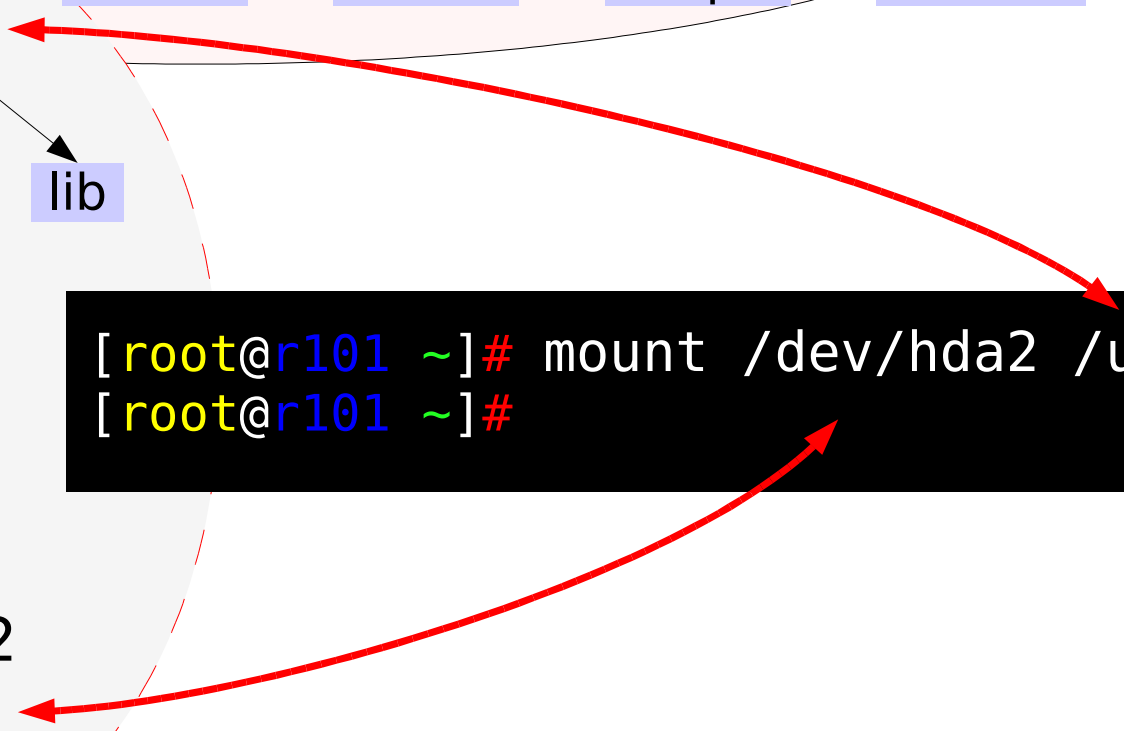 lib
[root@r101 ~]# mount /dev/hda2 /u
[root@r101 ~]#
2